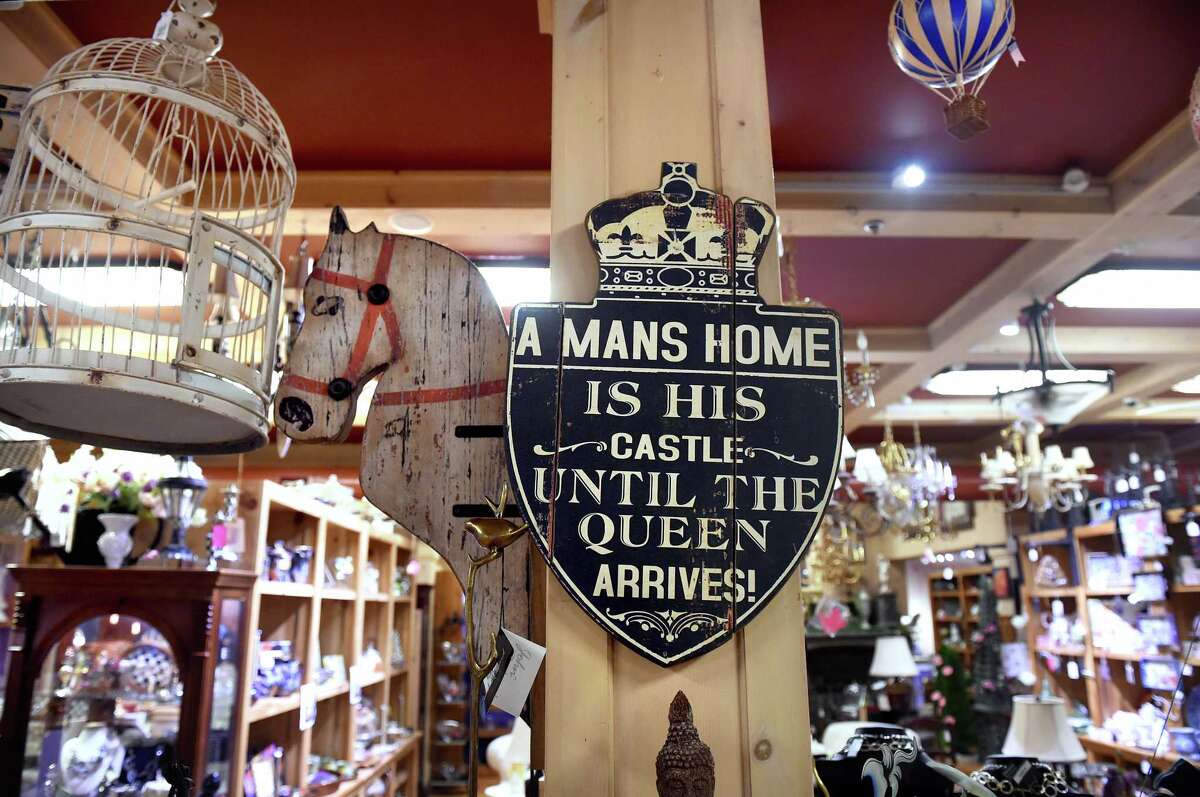 A MANS HOME
IS HIS
CASTLE
UNTIL THE
QUEEN
ARRIVES!